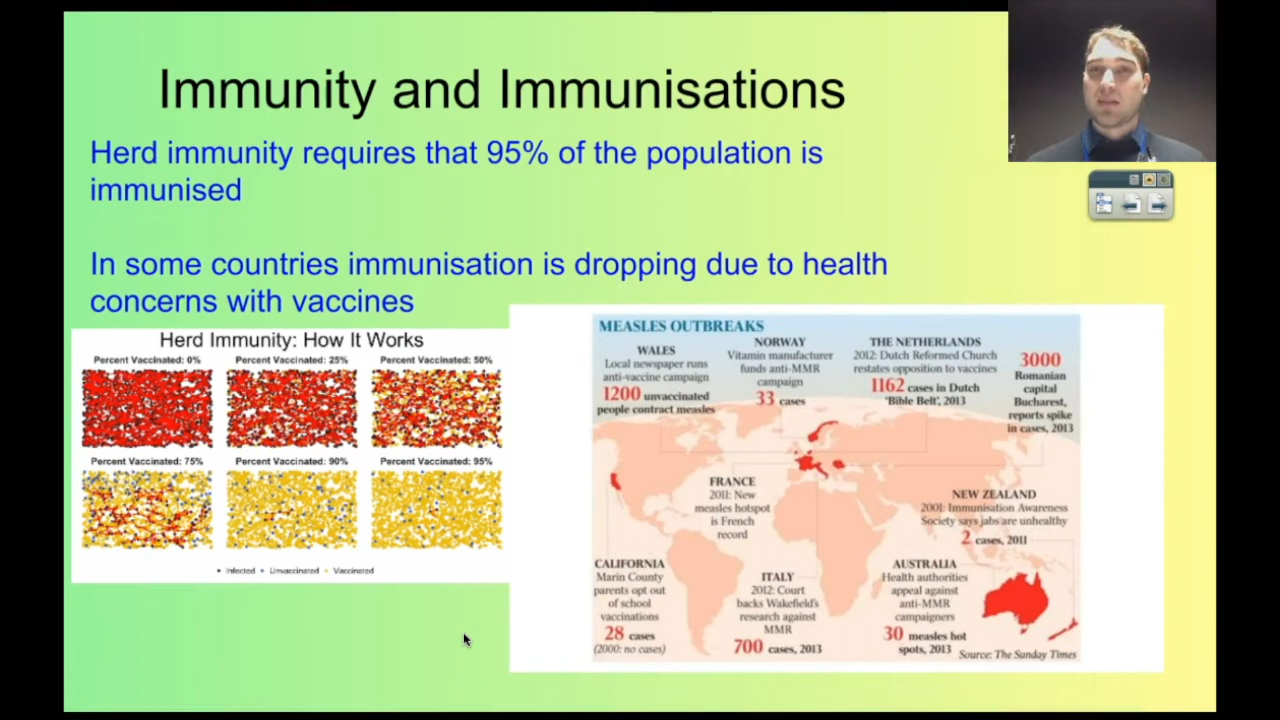 Immunity and Immunisations
Herd immunity requires that 95% of the population is
immunised
In some countries immunisation is dropping due to health
concerns with vaccines
Herd Immunity: How It Works
Percent Vaccinated: 0%
Percent Vaccinated: 25%
Percent Vaccinated: 50%
Percent Vaccinated: 75%
Percent Vaccinated: 90%
Percent Vaccinated: 95%
• Infected • Unvaccinated • Vaccinated
MEASLES OUTBREAKS
WALES
Local newspaper runs
anti-vaccine campaign
1200 unvaccinated
people contract measles
NORWAY
Vitamin manufacturer
funds anti-MMR
campaign
33 cases
THE NETHERLANDS
2012: Dutch Reformed Church
restates opposition to vaccines
1162 cases in Dutch
'Bible Belt', 2013
3000
Romanian
capital
Bucharest,
reports spike
in cases, 2013
FRANCE
2011: New
measles hotspot
is French
record
NEW ZEALAND
2001: Immunisation Awareness
Society says jabs are unhealthy
2 cases, 2011
CALIFORNIA
Marin County
parents opt out
of school
vaccinations
28 cases
(2000: no cases)
ITALY
2012: Court
backs Wakefield's
research against
MMR
700 cases, 2013
AUSTRALIA
Health authorities
appeal against
anti-MMR
campaigners
30 measles hot
spots, 2013
Source: The Sunday Times